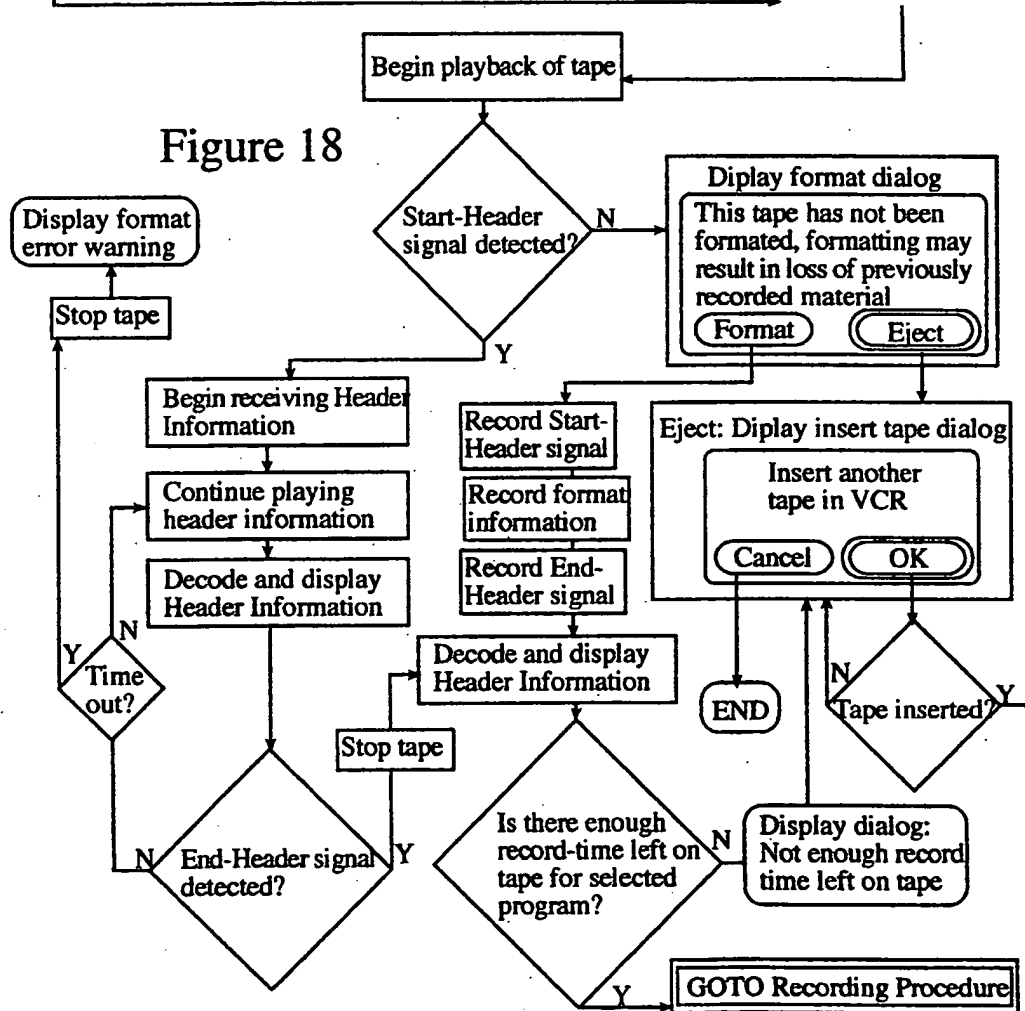 Begin playback of tape
Figure 18
Start-Header
signal detected?
N
Y
Diplay format dialog
This tape has not been
formated, formatting may
result in loss of previously
recorded material
Format
Eject
Display format
error warning
Stop tape
Begin receiving Header
Information
Continue playing
header information
Decode and display
Header Information
Record Start-
Header signal
Record format
information
Record End-
Header signal
Eject: Diplay insert tape dialog
Insert another
tape in VCR
Cancel
OK
N
Y
Time
out?
Decode and display
Header Information
END
N
Tape inserted?
Y
Stop tape
N
End-Header signal
detected?
Y
Is there enough
record-time left on
tape for selected
program?
N
Y
Display dialog:
Not enough record
time left on tape
GOTO Recording Procedure